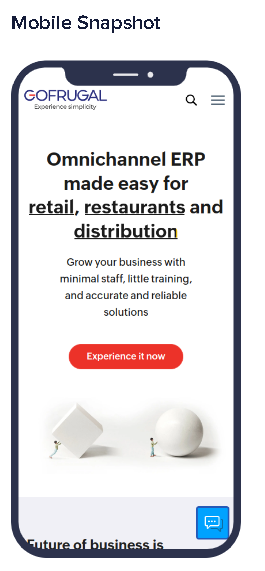 Mobile Snapshot
GOFRUGAL
Experience simplicity
Omnichannel ERP
made easy for
retail, restaurants and
distribution
Grow your business with
minimal staff, little training,
and accurate and reliable
solutions
Experience it now
Future of business is